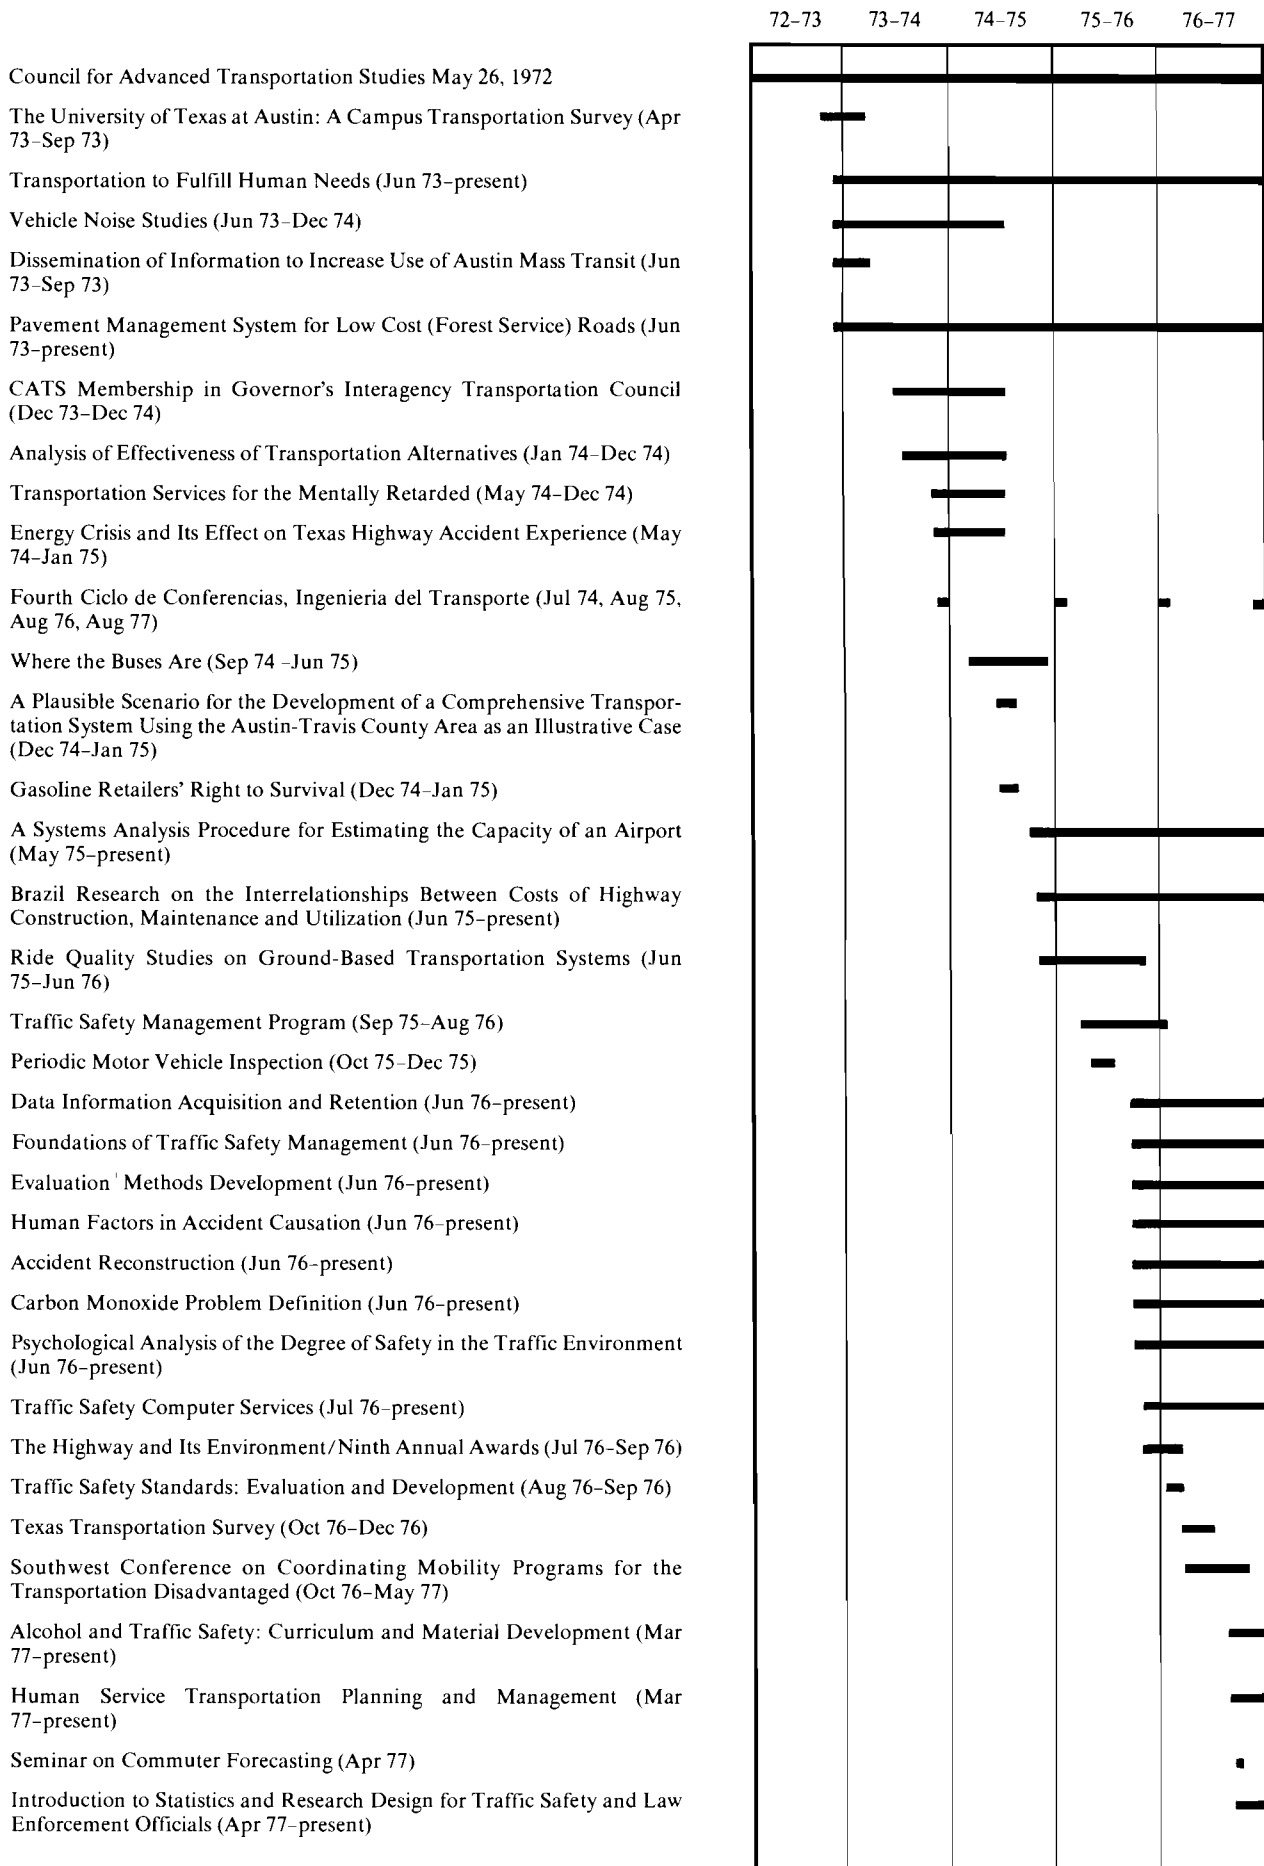 72–73 73–74 74–75 75–76 76–77
Council for Advanced Transportation Studies May 26, 1972
The University of Texas at Austin: A Campus Transportation Survey (Apr
73–Sep 73)
Transportation to Fulfill Human Needs (Jun 73–present)
Vehicle Noise Studies (Jun 73–Dec 74)
Dissemination of Information to Increase Use of Austin Mass Transit (Jun
73–Sep 73)
Pavement Management System for Low Cost (Forest Service) Roads (Jun
73–present)
CATS Membership in Governor's Interagency Transportation Council
(Dec 73–Dec 74)
Analysis of Effectiveness of Transportation Alternatives (Jan 74–Dec 74)
Transportation Services for the Mentally Retarded (May 74–Dec 74)
Energy Crisis and Its Effect on Texas Highway Accident Experience (May
74–Jan 75)
Fourth Ciclo de Conferencias, Ingenieria del Transporte (Jul 74, Aug 75,
Aug 76, Aug 77)
Where the Buses Are (Sep 74 –Jun 75)
A Plausible Scenario for the Development of a Comprehensive Transpor-
tation System Using the Austin-Travis County Area as an Illustrative Case
(Dec 74–Jan 75)
Gasoline Retailers' Right to Survival (Dec 74–Jan 75)
A Systems Analysis Procedure for Estimating the Capacity of an Airport
(May 75–present)
Brazil Research on the Interrelationships Between Costs of Highway
Construction, Maintenance and Utilization (Jun 75–present)
Ride Quality Studies on Ground-Based Transportation Systems (Jun
75–Jun 76)
Traffic Safety Management Program (Sep 75–Aug 76)
Periodic Motor Vehicle Inspection (Oct 75–Dec 75)
Data Information Acquisition and Retention (Jun 76–present)
Foundations of Traffic Safety Management (Jun 76–present)
Evaluation Methods Development (Jun 76–present)
Human Factors in Accident Causation (Jun 76–present)
Accident Reconstruction (Jun 76–present)
Carbon Monoxide Problem Definition (Jun 76–present)
Psychological Analysis of the Degree of Safety in the Traffic Environment
(Jun 76–present)
Traffic Safety Computer Services (Jul 76–present)
The Highway and Its Environment/Ninth Annual Awards (Jul 76–Sep 76)
Traffic Safety Standards: Evaluation and Development (Aug 76–Sep 76)
Texas Transportation Survey (Oct 76–Dec 76)
Southwest Conference on Coordinating Mobility Programs for the
Transportation Disadvantaged (Oct 76–May 77)
Alcohol and Traffic Safety: Curriculum and Material Development (Mar
77–present)
Human Service Transportation Planning and Management (Mar
77–present)
Seminar on Commuter Forecasting (Apr 77)
Introduction to Statistics and Research Design for Traffic Safety and Law
Enforcement Officials (Apr 77–present)